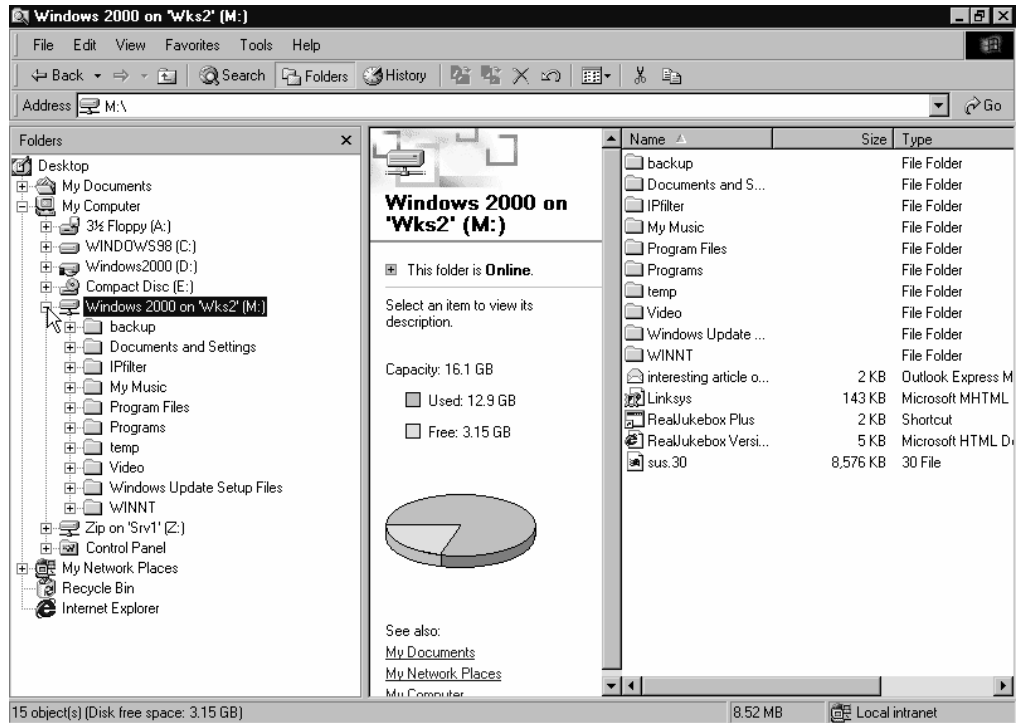 Windows 2000 on 'Wks2' (M:)
File Edit View Favorites Tools Help
Back Search Folders History
Address M:\ Go
Folders
Desktop
My Documents
My Computer
3½ Floppy (A:)
WINDOWS98 (C:)
Windows2000 (D:)
Compact Disc (E:)
Windows 2000 on 'Wks2' (M:)
backup
Documents and Settings
IPfilter
My Music
Program Files
Programs
temp
Video
Windows Update Setup Files
WINNT
Zip on 'Srv1' (Z:)
Control Panel
My Network Places
Recycle Bin
Internet Explorer
Windows 2000 on
'Wks2' (M:)
This folder is Online.
Select an item to view its
description.
Capacity: 16.1 GB
Used: 12.9 GB
Free: 3.15 GB
See also:
My Documents
My Network Places
My Computer
Name Size Type
backup File Folder
Documents and S... File Folder
IPfilter File Folder
My Music File Folder
Program Files File Folder
Programs File Folder
temp File Folder
Video File Folder
Windows Update ... File Folder
WINNT File Folder
interesting article o... 2 KB Outlook Express M
Linksys 143 KB Microsoft MHTML
RealJukebox Plus 2 KB Shortcut
RealJukebox Versi... 5 KB Microsoft HTML D
sus.30 8,576 KB 30 File
15 object(s) (Disk free space: 3.15 GB) 8.52 MB Local intranet